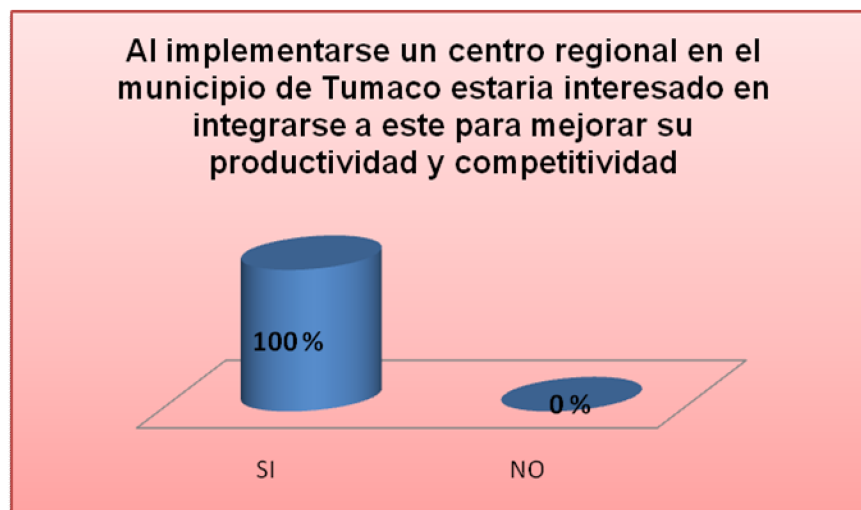 Al implementarse un centro regional en el
municipio de Tumaco estaria interesado en
integrarse a este para mejorar su
productividad y competitividad
100 %
0 %
SI
NO